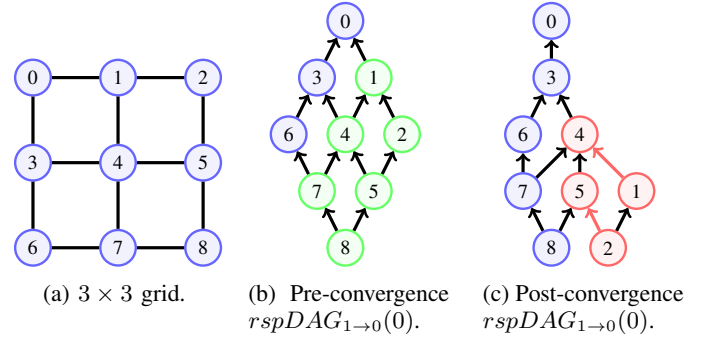 0 1 2
3 4 5
6 7 8
(a) 3 × 3 grid.
0
3 1
6 4 2
7 5
8
(b) Pre-convergence
rspDAG₁→₀(0).
0
3
6 4
7 5 1
8 2
(c) Post-convergence
rspDAG₁→₀(0).